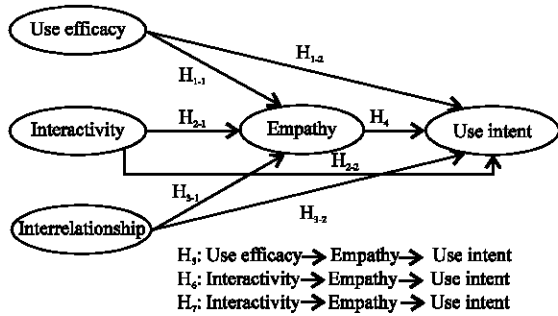 Use efficacy
H₁₋₂
H₁₋₁
Interactivity
H₂₋₁
Empathy
H₄
Use intent
H₂₋₂
H₃₋₁
H₃₋₂
Interrelationship
H₅: Use efficacy→Empathy→ Use intent
H₆: Interactivity→Empathy→ Use intent
H₇: Interactivity→Empathy→ Use intent